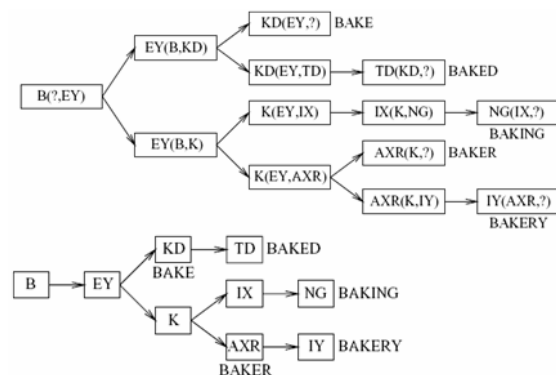 KD(EY,?) BAKE
EY(B,KD)
KD(EY,TD) TD(KD,?) BAKED
B(?,EY)
K(EY,IX) IX(K,NG) NG(IX,?)
BAKING
EY(B,K)
AXR(K,?) BAKER
K(EY,AXR)
AXR(K,IY) IY(AXR,?)
BAKERY
KD TD BAKED
BAKE
B EY
IX NG BAKING
K
AXR IY BAKERY
BAKER